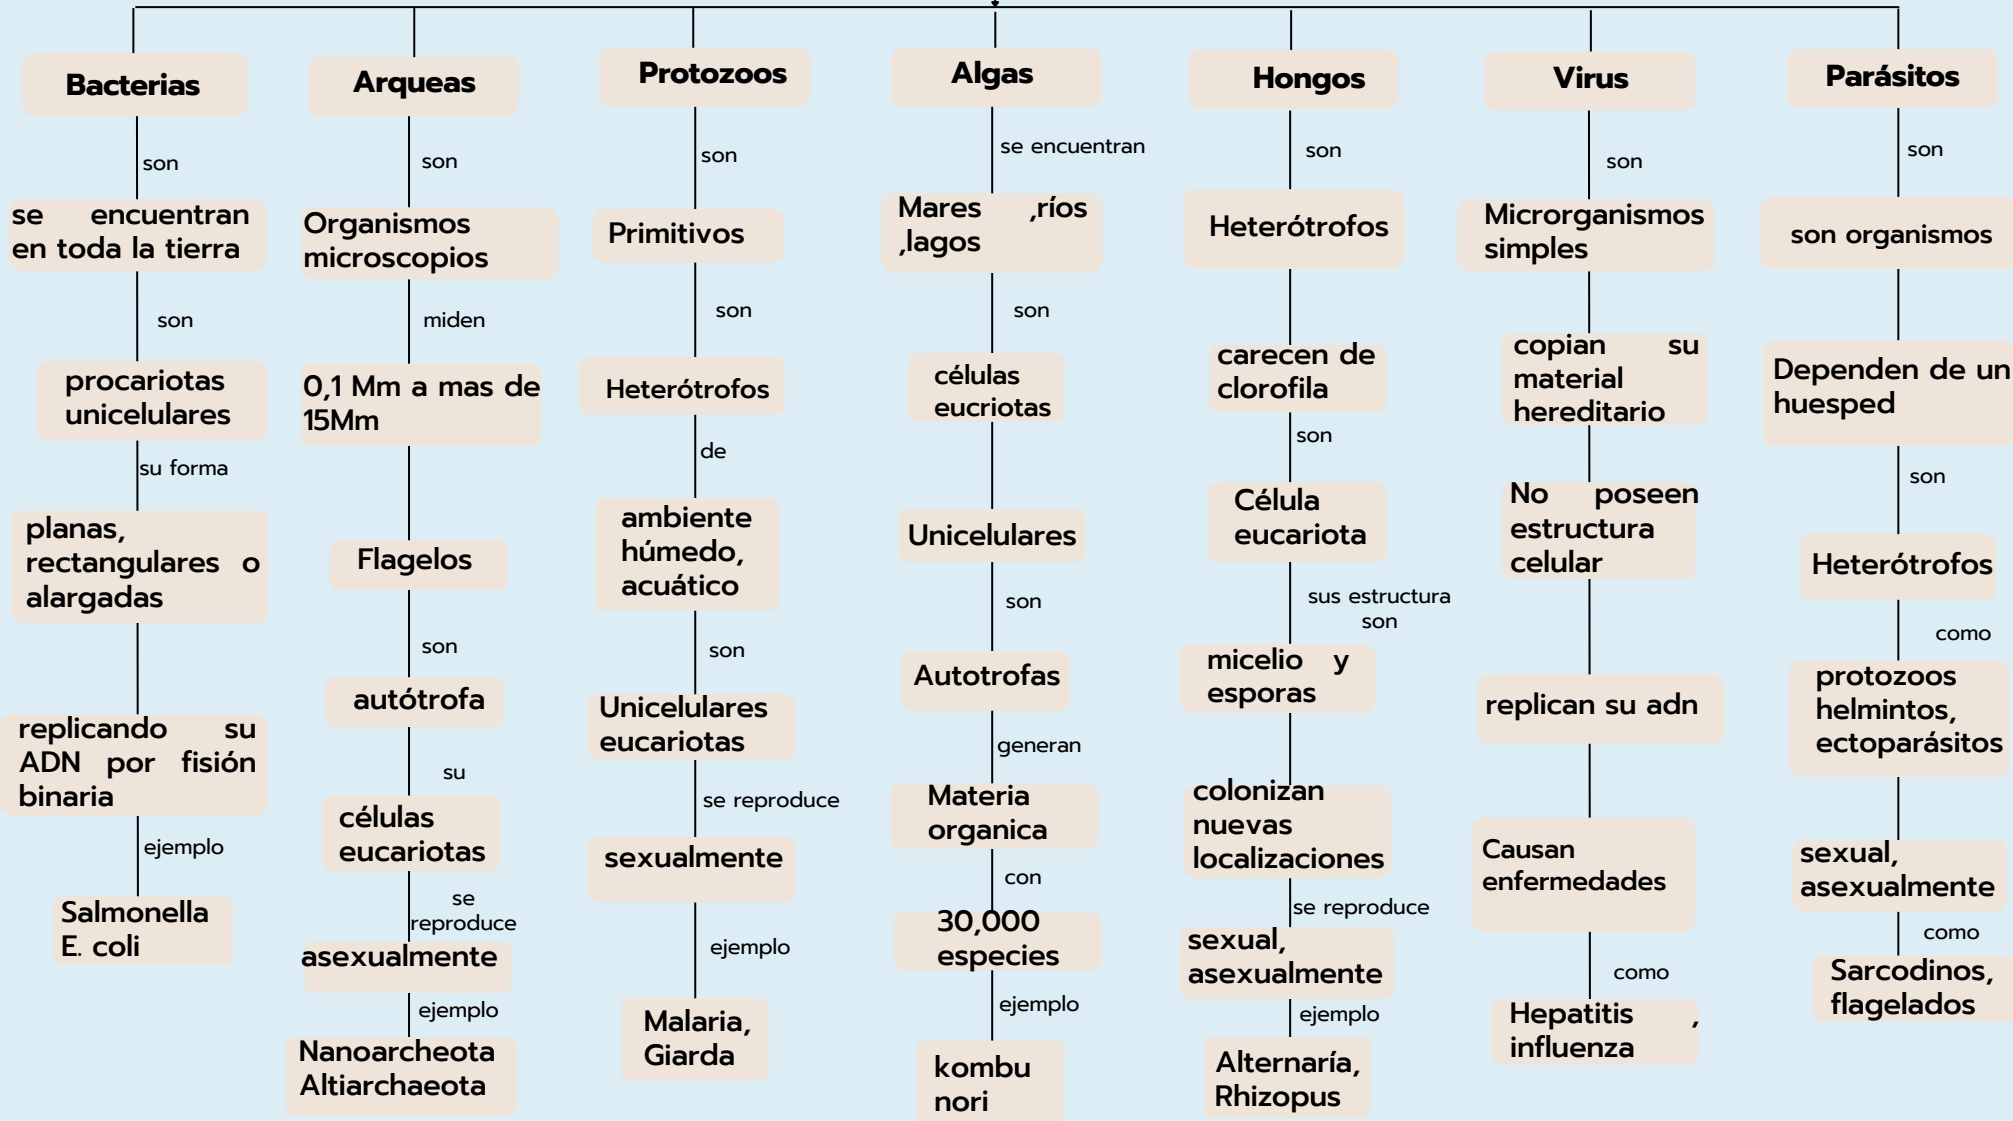 Bacterias
son
se encuentran
en toda la tierra
son
procariotas
unicelulares
su forma
planas,
rectangulares o
alargadas
replicando su
ADN por fisión
binaria
ejemplo
Salmonella
E. coli
Arqueas
son
Organismos
microscopios
miden
0,1 Mm a mas de
15Mm
Flagelos
son
autótrofa
su
células
eucariotas
se
reproduce
asexualmente
ejemplo
Nanoarcheota
Altiarchaeota
Protozoos
son
Primitivos
son
Heterótrofos
de
ambiente
húmedo,
acuático
son
Unicelulares
eucariotas
se reproduce
sexualmente
ejemplo
Malaria,
Giarda
Algas
se encuentran
Mares ,ríos
,lagos
son
células
eucriotas
Unicelulares
son
Autotrofas
generan
Materia
organica
con
30,000
especies
ejemplo
kombu
nori
Hongos
son
Heterótrofos
carecen de
clorofila
son
Célula
eucariota
sus estructura
son
micelio y
esporas
colonizan
nuevas
localizaciones
se reproduce
sexual,
asexualmente
ejemplo
Alternaría,
Rhizopus
Virus
son
Microrganismos
simples
copian su
material
hereditario
No poseen
estructura
celular
replican su adn
Causan
enfermedades
como
Hepatitis ,
influenza
Parásitos
son
son organismos
Dependen de un
huesped
son
Heterótrofos
como
protozoos
helmintos,
ectoparásitos
sexual,
asexualmente
como
Sarcodinos,
flagelados